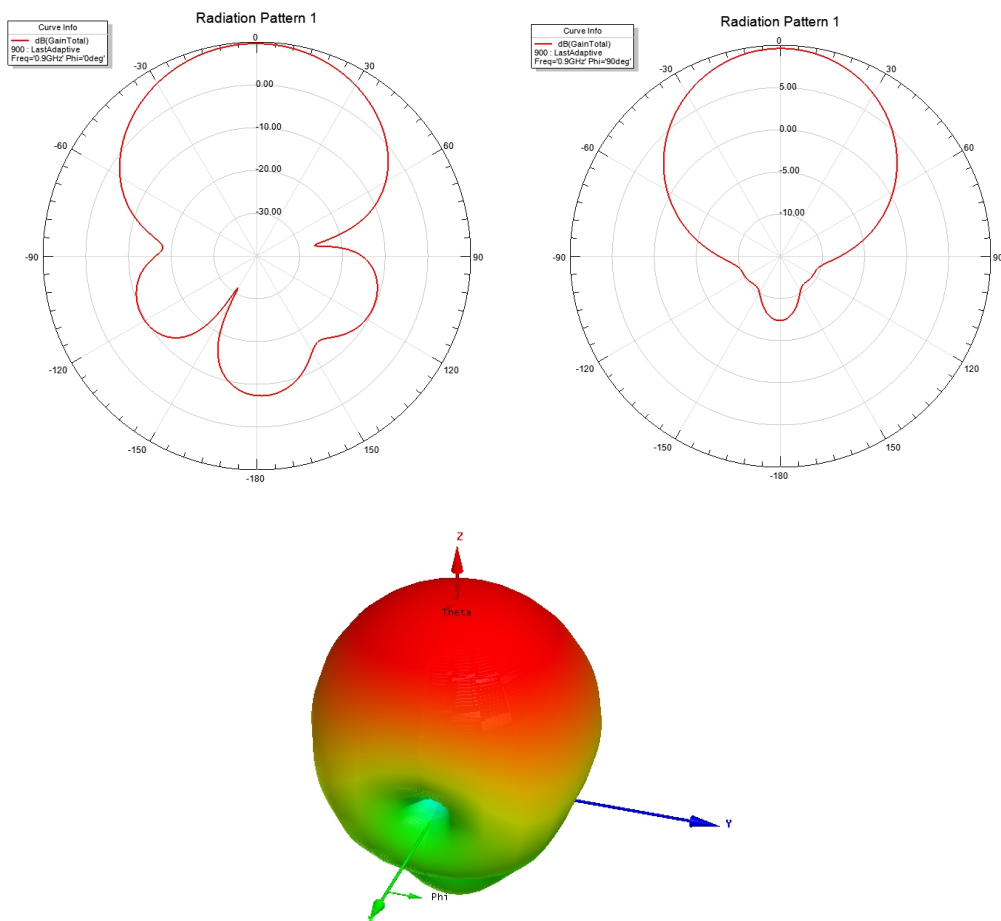 Radiation Pattern 1
Curve Info
dB(GainTotal)
900 : LastAdaptive
Freq='0.9GHz' Phi='0deg'
0
-30
30
0.00
-10.00
-60
60
-20.00
-30.00
-90
90
-120
120
-150
150
-180
Radiation Pattern 1
Curve Info
dB(GainTotal)
900 : LastAdaptive
Freq='0.9GHz' Phi='90deg'
0
-30
30
5.00
0.00
-60
60
-5.00
-10.00
-90
90
-120
120
-150
150
-180
Z
Theta
Y
Phi